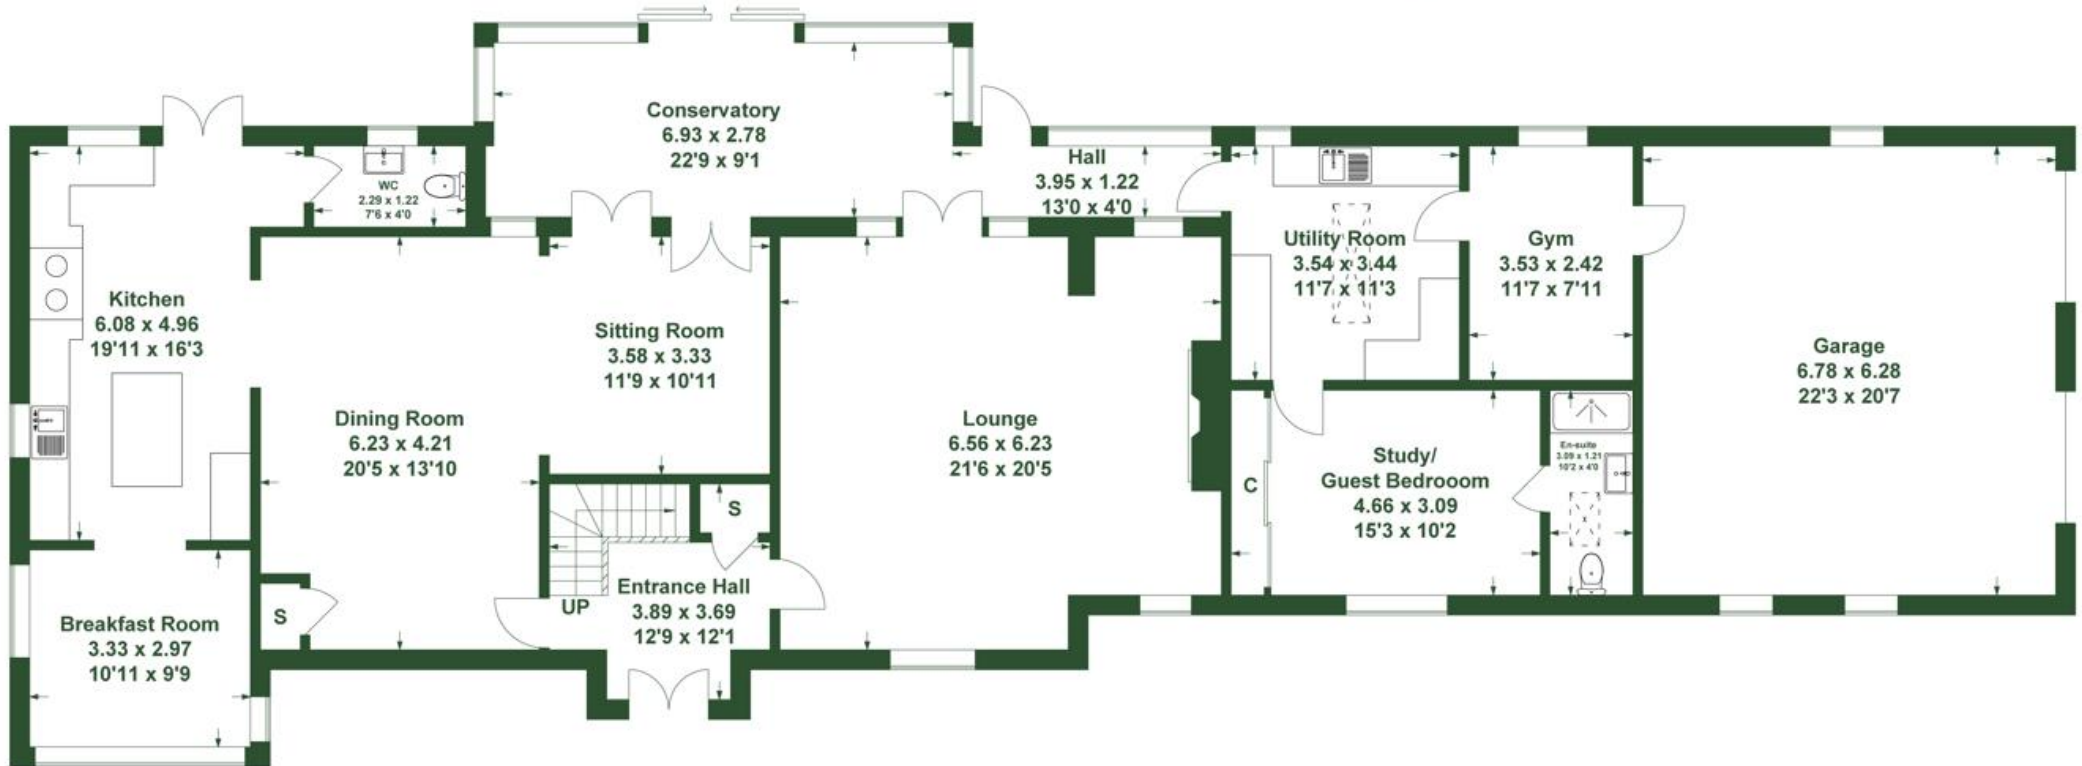 Conservatory
6.93 x 2.78
22'9 x 9'1
Hall
3.95 x 1.22
13'0 x 4'0
WC
2.29 x 1.22
7'6 x 4'0
Utility Room
3.54 x 3.44
11'7 x 11'3
Gym
3.53 x 2.42
11'7 x 7'11
Kitchen
6.08 x 4.96
19'11 x 16'3
Sitting Room
3.58 x 3.33
11'9 x 10'11
Garage
6.78 x 6.28
22'3 x 20'7
Dining Room
6.23 x 4.21
20'5 x 13'10
Lounge
6.56 x 6.23
21'6 x 20'5
Study/
Guest Bedrooom
4.66 x 3.09
15'3 x 10'2
En-suite
3.09 x 1.21
10'2 x 4'0
C
S
Entrance Hall
3.89 x 3.69
12'9 x 12'1
UP
S
Breakfast Room
3.33 x 2.97
10'11 x 9'9